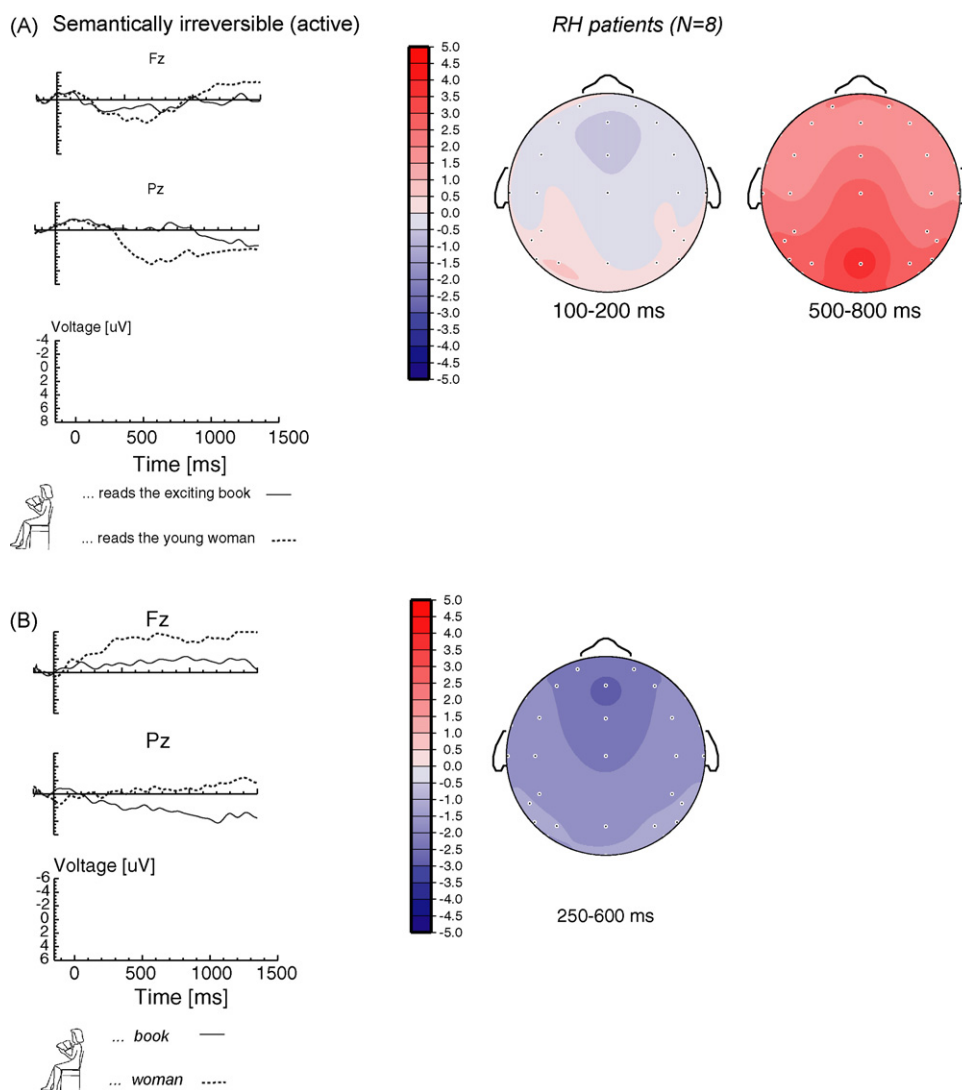 (A) Semantically irreversible (active)
RH patients (N=8)
Fz
Pz
Voltage [uV]
-4
-2
0
2
4
6
8
0 500 1000 1500
Time [ms]
... reads the exciting book
... reads the young woman
5.0
4.5
4.0
3.5
3.0
2.5
2.0
1.5
1.0
0.5
0.0
-0.5
-1.0
-1.5
-2.0
-2.5
-3.0
-3.5
-4.0
-4.5
-5.0
100-200 ms
500-800 ms
(B)
Fz
Pz
Voltage [uV]
-6
-4
-2
0
2
4
6
0 500 1000 1500
Time [ms]
... book
... woman
5.0
4.5
4.0
3.5
3.0
2.5
2.0
1.5
1.0
0.5
0.0
-0.5
-1.0
-1.5
-2.0
-2.5
-3.0
-3.5
-4.0
-4.5
-5.0
250-600 ms